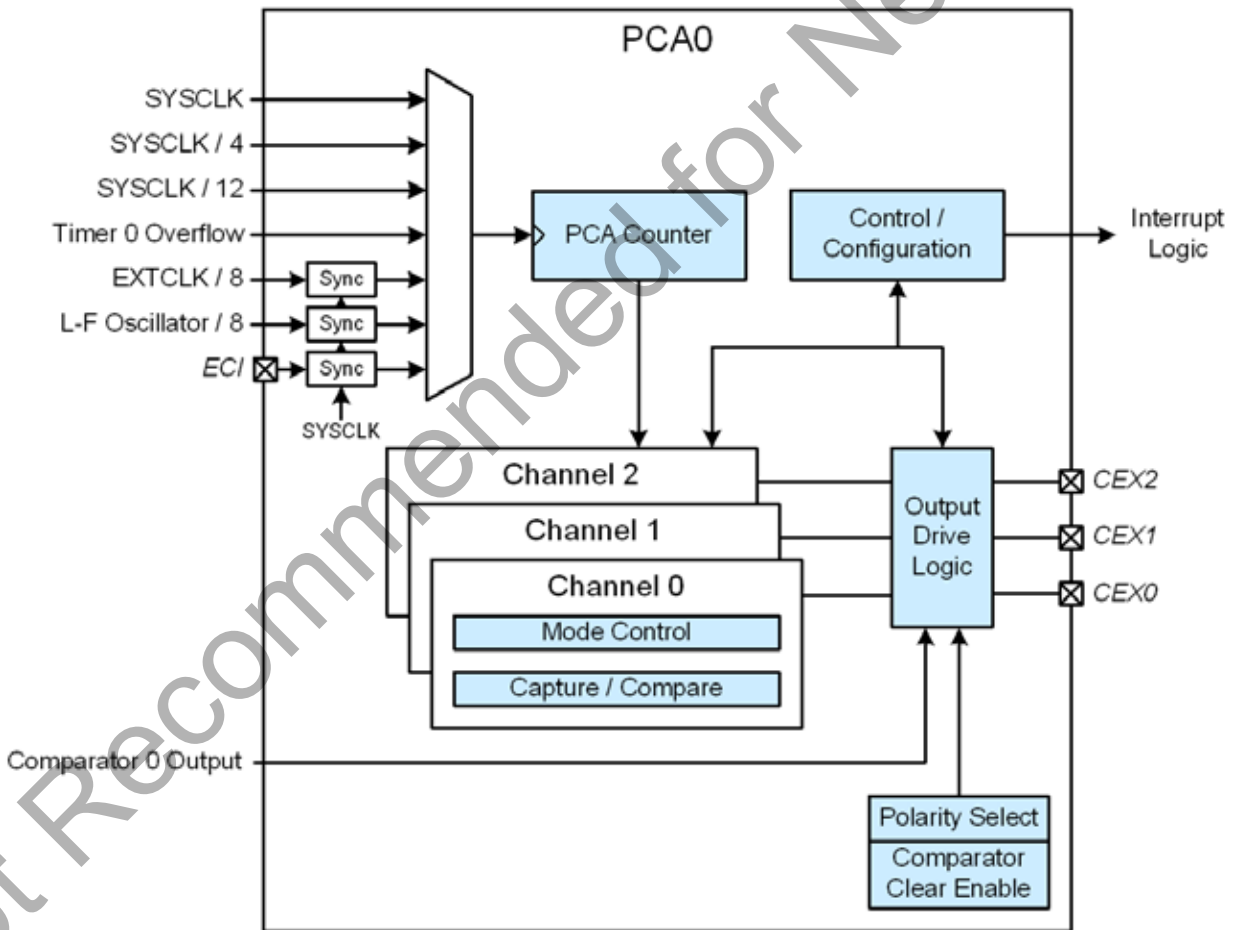 PCA0
SYSCLK
SYSCLK / 4
SYSCLK / 12
Timer 0 Overflow
EXTCLK / 8
Sync
L-F Oscillator / 8
Sync
ECI
Sync
SYSCLK
PCA Counter
Control /
Configuration
Interrupt
Logic
Channel 2
Channel 1
Channel 0
Mode Control
Capture / Compare
Output
Drive
Logic
CEX2
CEX1
CEX0
Comparator 0 Output
Polarity Select
Comparator
Clear Enable
Recommended for